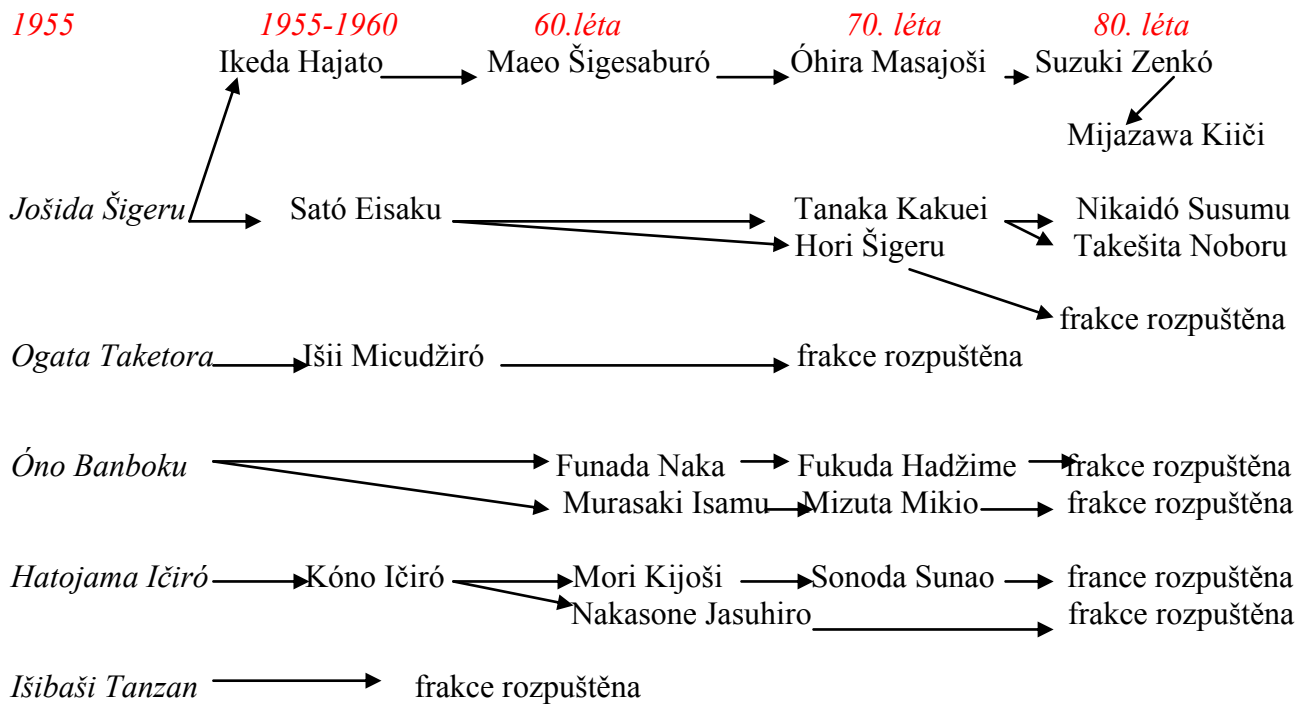 1955 1955-1960 60.léta 70. léta 80. léta
Ikeda Hajato Maeo Šigesaburó Óhira Masajoši Suzuki Zenkó
Mijazawa Kiiči
Jošida Šigeru Sató Eisaku Tanaka Kakuei Nikaidó Susumu
Hori Šigeru Takešita Noboru
frakce rozpuštěna
Ogata Taketora Išii Micudžiró frakce rozpuštěna
Óno Banboku Funada Naka Fukuda Hadžime frakce rozpuštěna
Murasaki Isamu Mizuta Mikio frakce rozpuštěna
Hatojama Ičiró Kóno Ičiró Mori Kijoši Sonoda Sunao france rozpuštěna
Nakasone Jasuhiro frakce rozpuštěna
Išibaši Tanzan frakce rozpuštěna